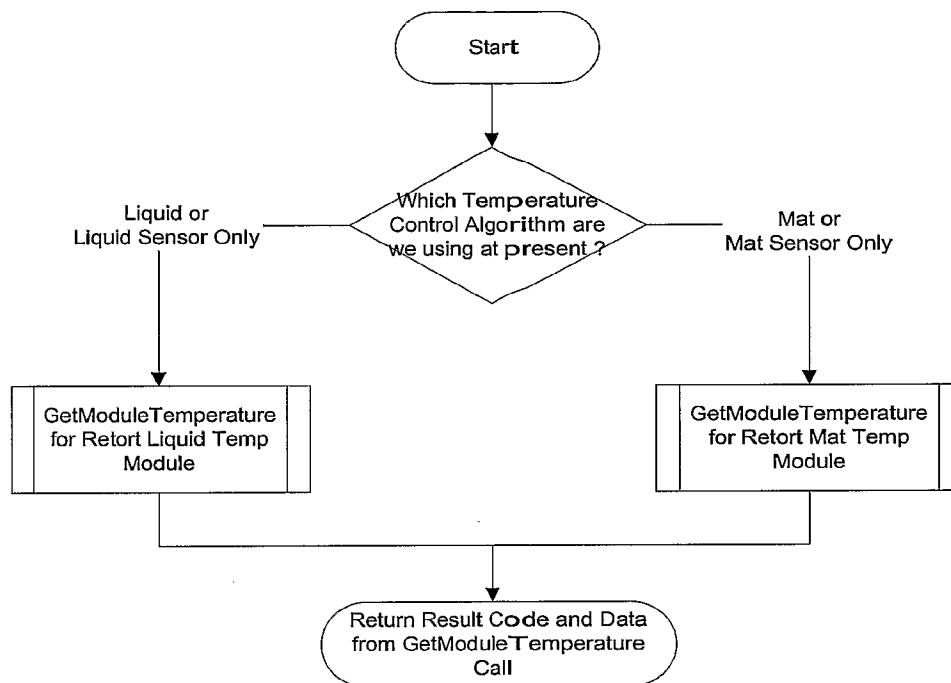 Start
Which Temperature
Control Algorithm are
we using at present ?
Liquid or
Liquid Sensor Only
Mat or
Mat Sensor Only
GetModuleTemperature
for Retort Liquid Temp
Module
GetModuleTemperature
for Retort Mat Temp
Module
Return Result Code and Data
from GetModuleTemperature
Call